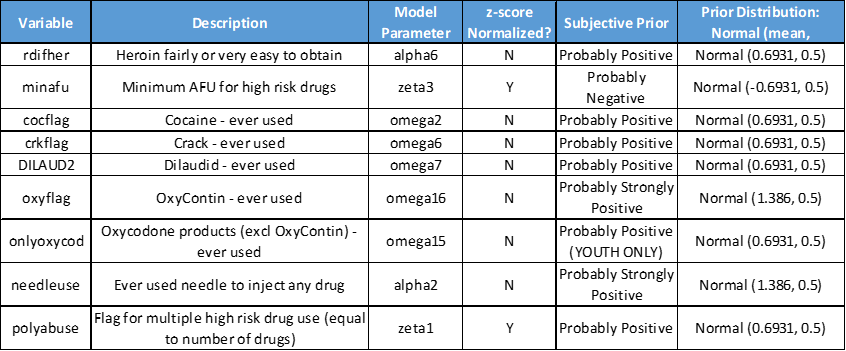 Variable Description Model Parameter z-score Normalized? Subjective Prior Prior Distribution: Normal (mean,
rdifher Heroin fairly or very easy to obtain alpha6 N Probably Positive Normal (0.6931, 0.5)
minafu Minimum AFU for high risk drugs zeta3 Y Probably Negative Normal (-0.6931, 0.5)
cocflag Cocaine - ever used omega2 N Probably Positive Normal (0.6931, 0.5)
crkflag Crack - ever used omega6 N Probably Positive Normal (0.6931, 0.5)
DILAUD2 Dilaudid - ever used omega7 N Probably Positive Normal (0.6931, 0.5)
oxyflag OxyContin - ever used omega16 N Probably Strongly Positive Normal (1.386, 0.5)
onlyoxycod Oxycodone products (excl OxyContin) - ever used omega15 N Probably Positive (YOUTH ONLY) Normal (0.6931, 0.5)
needleuse Ever used needle to inject any drug alpha2 N Probably Strongly Positive Normal (1.386, 0.5)
polyabuse Flag for multiple high risk drug use (equal to number of drugs) zeta1 Y Probably Positive Normal (0.6931, 0.5)